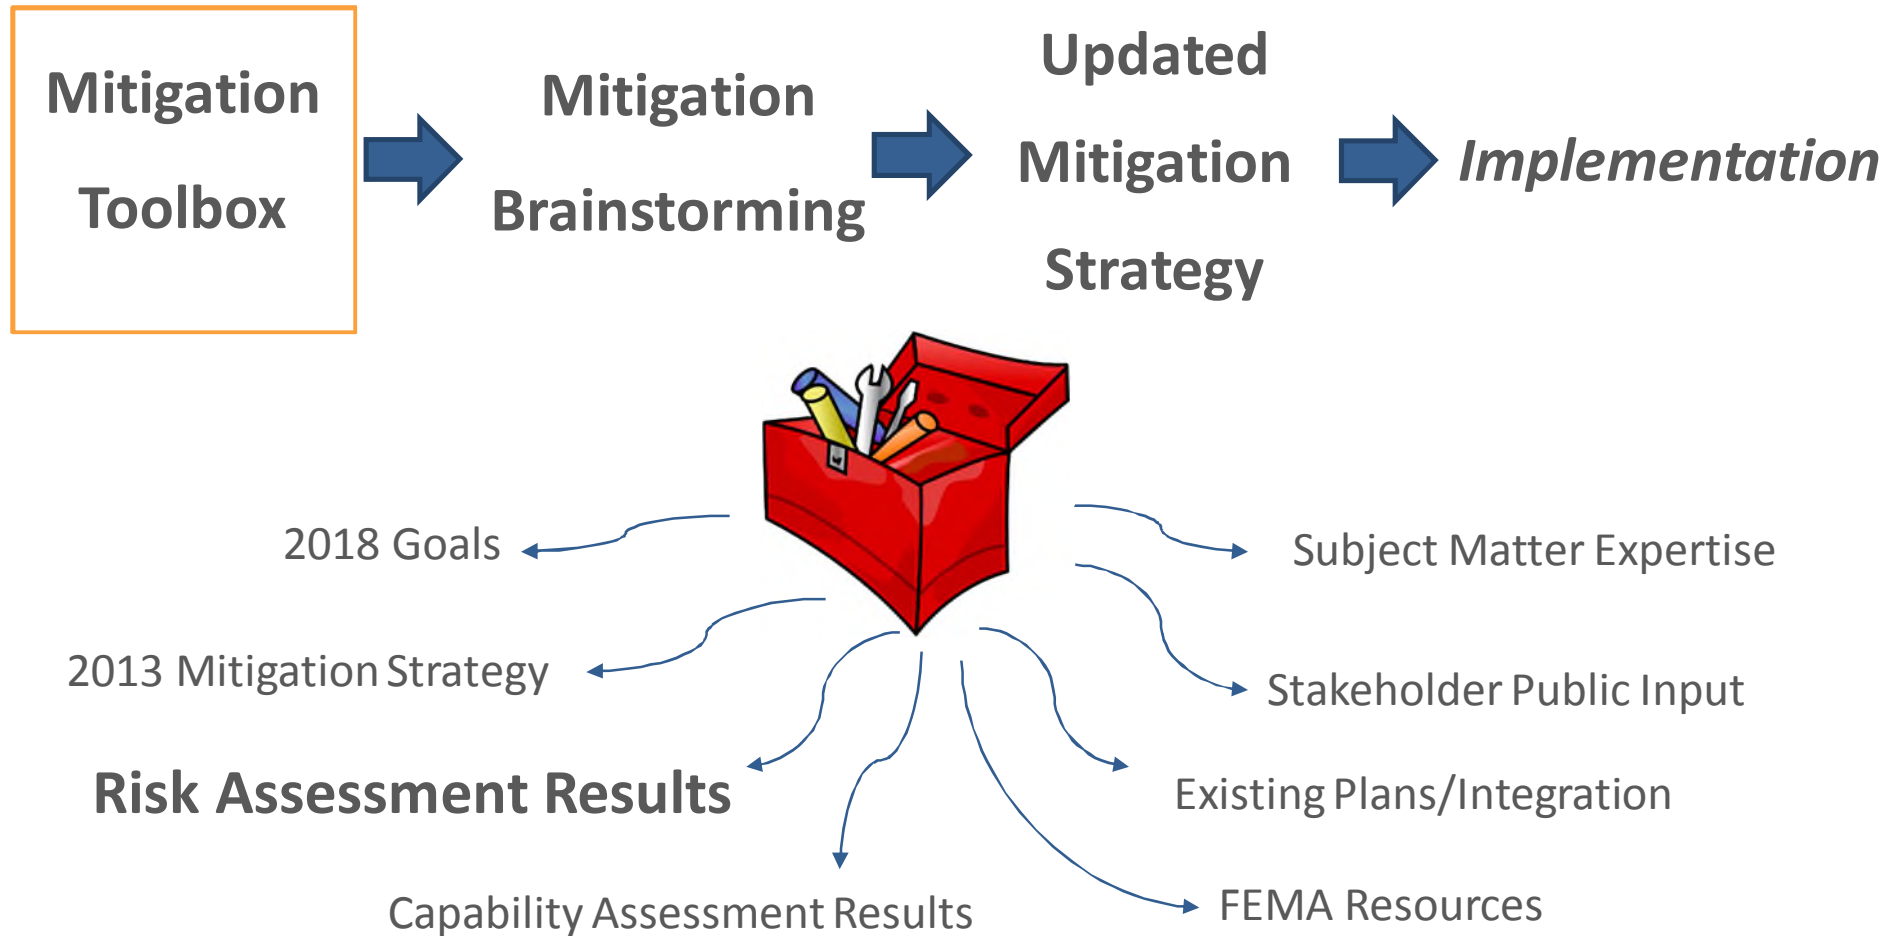 Mitigation
Toolbox
Mitigation
Brainstorming
Updated
Mitigation
Strategy
Implementation
2018 Goals
2013 Mitigation Strategy
Risk Assessment Results
Capability Assessment Results
Subject Matter Expertise
Stakeholder Public Input
Existing Plans/Integration
FEMA Resources